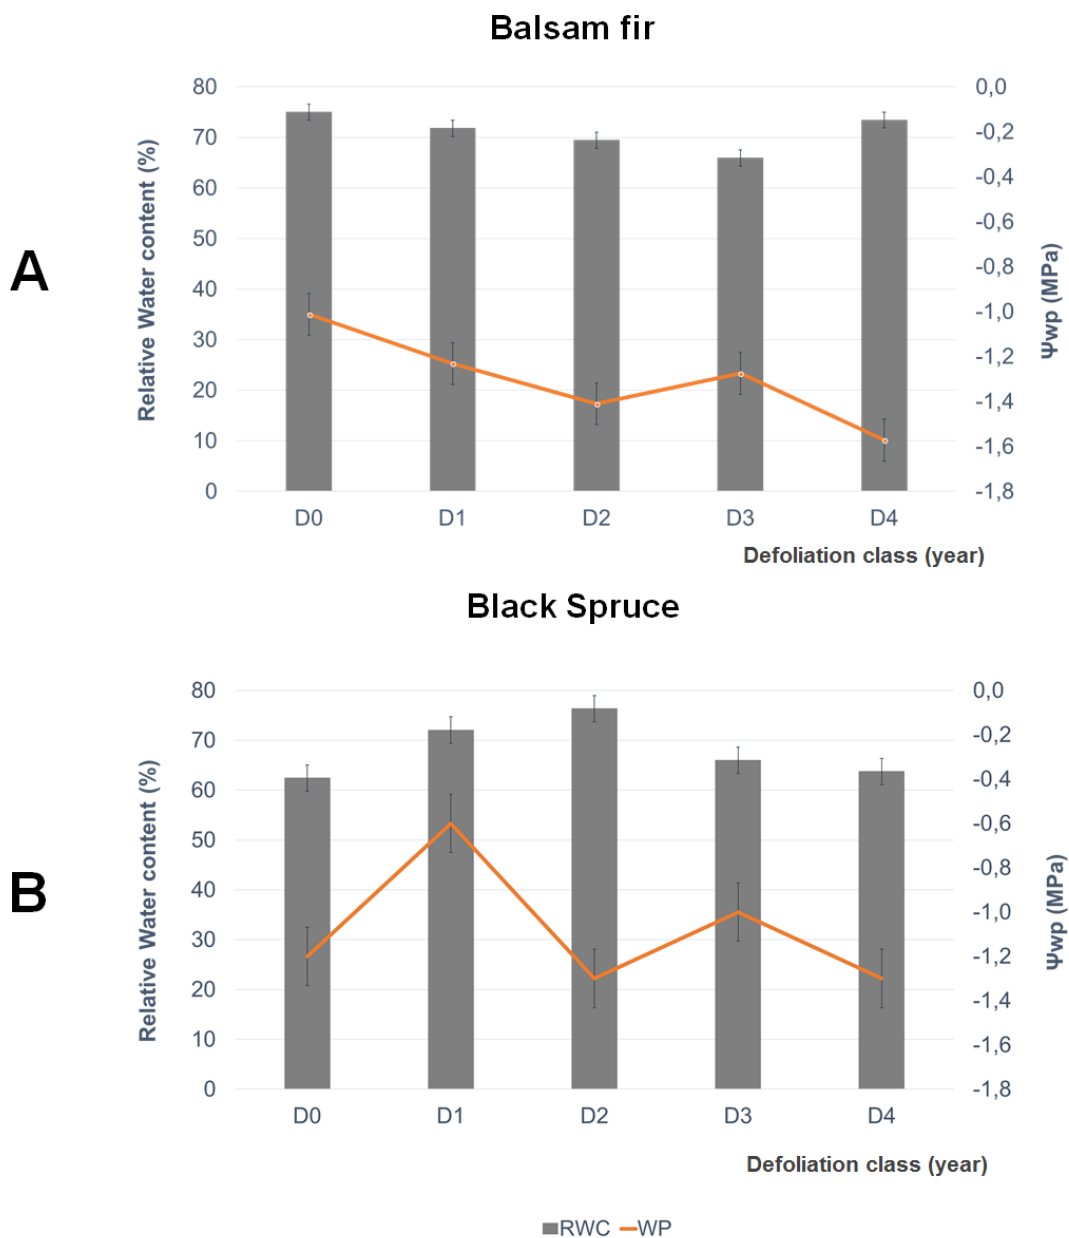 Balsam fir
A
Relative Water content (%)
80
70
60
50
40
30
20
10
0
0,0
-0,2
-0,4
-0,6
-0,8
-1,0
-1,2
-1,4
-1,6
-1,8
Ψwp (MPa)
D0 D1 D2 D3 D4
Defoliation class (year)
Black Spruce
B
Relative Water content (%)
80
70
60
50
40
30
20
10
0
0,0
-0,2
-0,4
-0,6
-0,8
-1,0
-1,2
-1,4
-1,6
-1,8
Ψwp (MPa)
D0 D1 D2 D3 D4
Defoliation class (year)
RWC WP